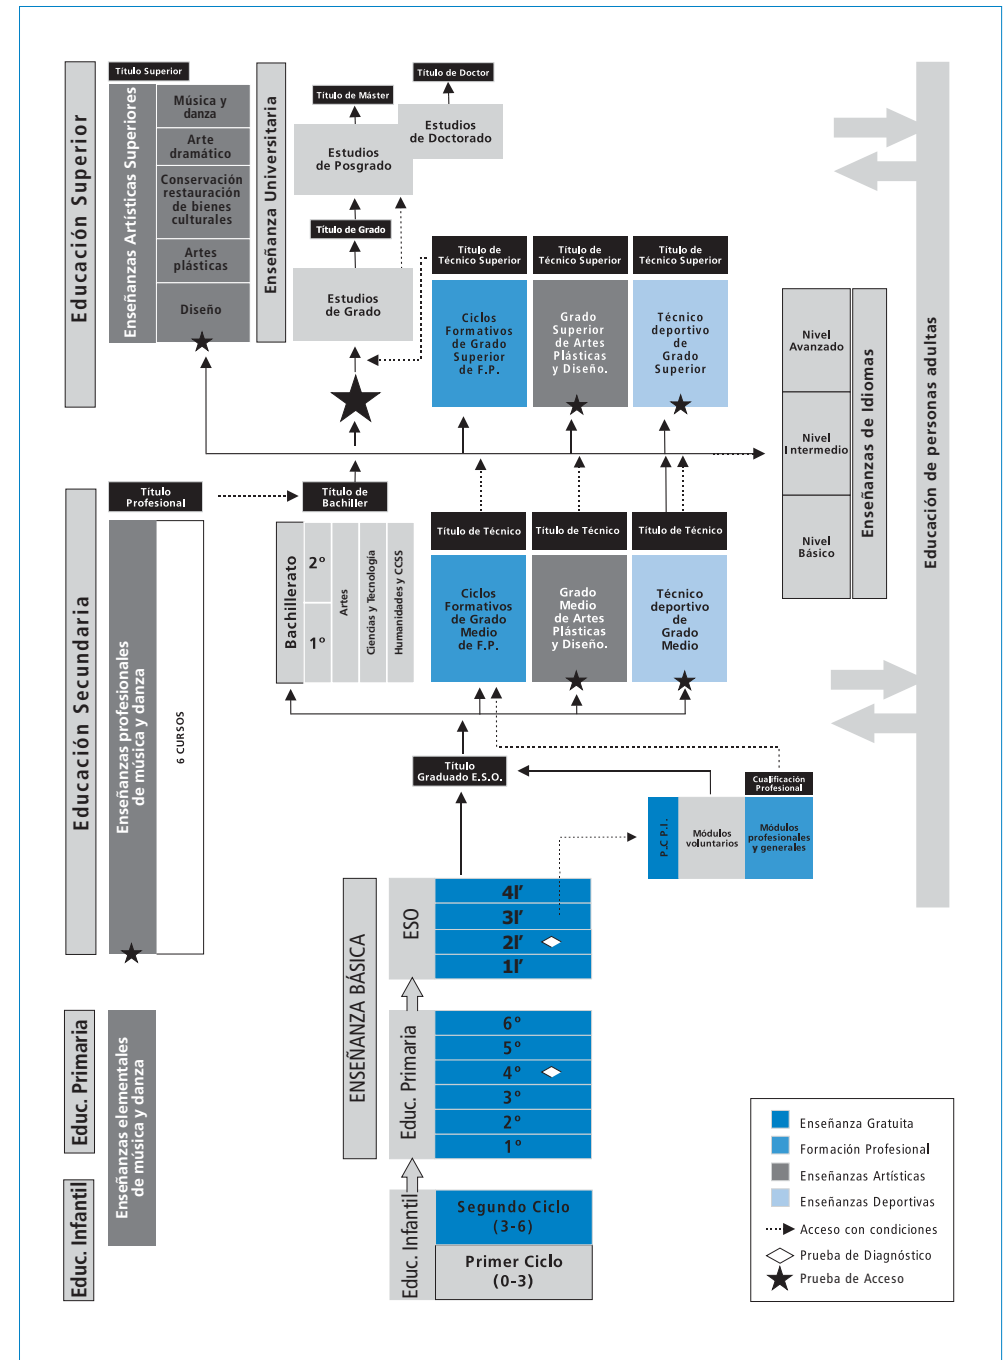 Educación Superior
Título Superior
Enseñanzas Artísticas Superiores
Música y
danza
Arte
dramático
Conservación
restauración
de bienes
culturales
Artes
plásticas
Diseño
Enseñanza Universitaria
Título de Máster
Título de Doctor
Estudios
de Posgrado
Estudios
de Doctorado
Título de Grado
Estudios
de Grado
Título de
Técnico Superior
Título de
Técnico Superior
Título de
Técnico Superior
Ciclos
Formativos
de Grado
Superior
de F.P.
Grado
Superior
de Artes
Plásticas
y Diseño.
Técnico
deportivo
de
Grado
Superior
Nivel
Avanzado
Nivel
Intermedio
Nivel
Básico
Enseñanzas de Idiomas
Educación de personas adultas
Educación Secundaria
Título
Profesional
Enseñanzas profesionales
de música y danza
6 CURSOS
Título de
Bachiller
Bachillerato
2º
1º
Artes
Ciencias y Tecnología
Humanidades y CCSS
Título de Técnico
Título de Técnico
Título de Técnico
Ciclos
Formativos
de Grado
Medio
de F.P.
Grado
Medio
de Artes
Plásticas
y Diseño.
Técnico
deportivo
de
Grado
Medio
Título
Graduado E.S.O.
Cualificación
Profesional
P.C P.I.
Módulos
voluntarios
Módulos
profesionales
y generales
ENSEÑANZA BÁSICA
ESO
4l’
3l’
2l’
1l’
Educ. Primaria
Enseñanzas elementales
de música y danza
Educ. Primaria
6º
5º
4º
3º
2º
1º
Educ. Infantil
Educ. Infantil
Segundo Ciclo
(3-6)
Primer Ciclo
(0-3)
Enseñanza Gratuita
Formación Profesional
Enseñanzas Artísticas
Enseñanzas Deportivas
Acceso con condiciones
Prueba de Diagnóstico
Prueba de Acceso